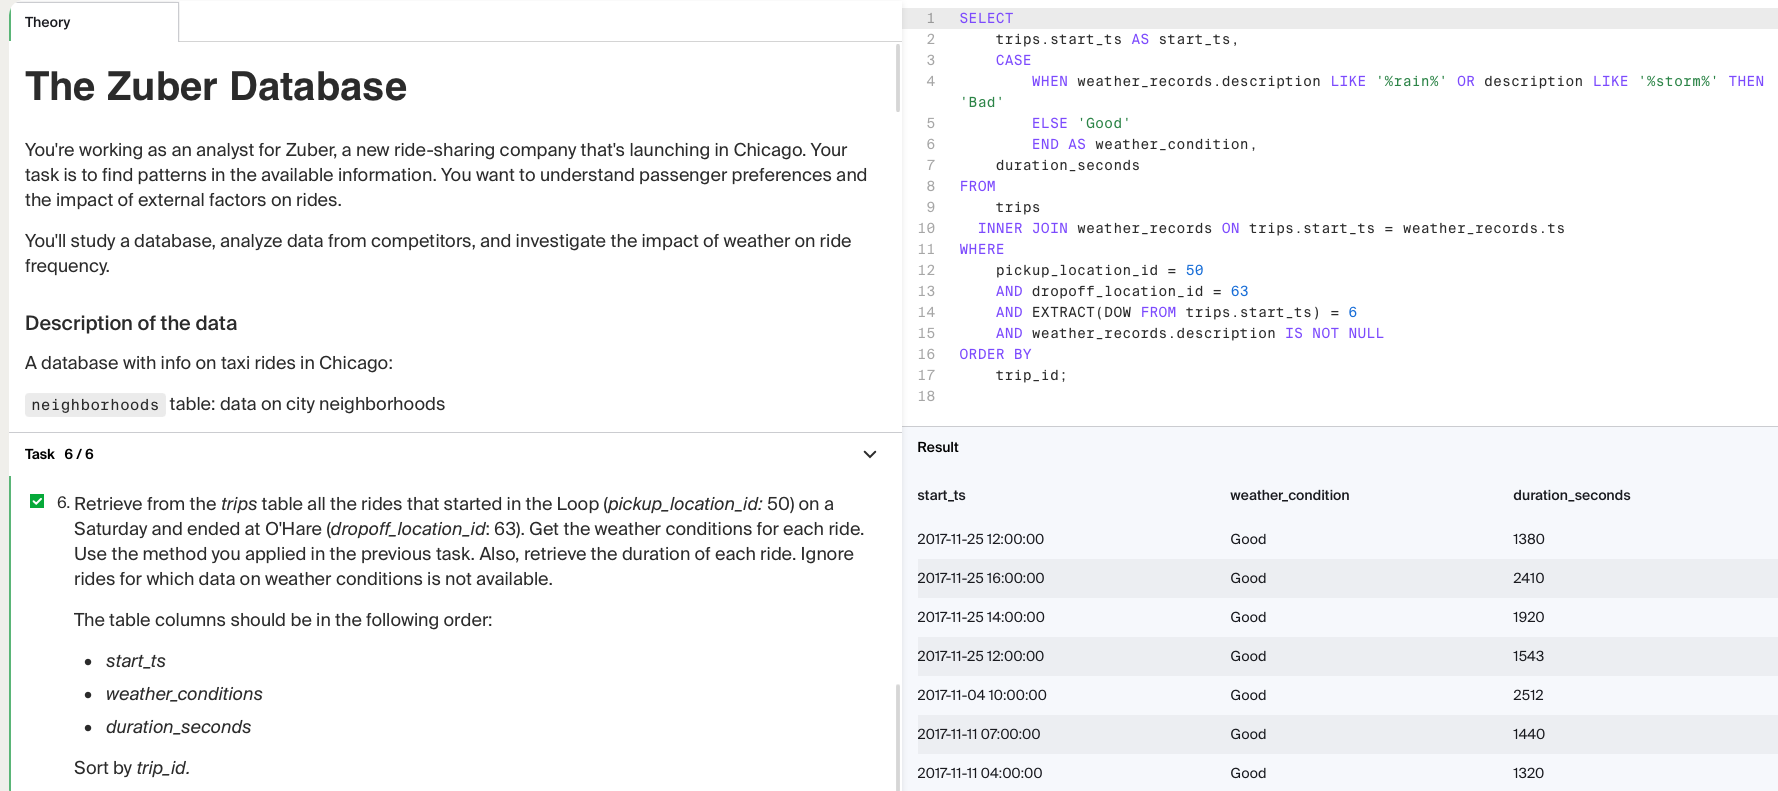 Theory
The Zuber Database
You're working as an analyst for Zuber, a new ride-sharing company that's launching in Chicago. Your
task is to find patterns in the available information. You want to understand passenger preferences and
the impact of external factors on rides.
You'll study a database, analyze data from competitors, and investigate the impact of weather on ride
frequency.
Description of the data
A database with info on taxi rides in Chicago:
neighborhoods table: data on city neighborhoods
Task 6 / 6
6. Retrieve from the trips table all the rides that started in the Loop (pickup_location_id: 50) on a
Saturday and ended at O'Hare (dropoff_location_id: 63). Get the weather conditions for each ride.
Use the method you applied in the previous task. Also, retrieve the duration of each ride. Ignore
rides for which data on weather conditions is not available.
The table columns should be in the following order:
• start_ts
• weather_conditions
• duration_seconds
Sort by trip_id.
1 SELECT
2 trips.start_ts AS start_ts,
3 CASE
4 WHEN weather_records.description LIKE '%rain%' OR description LIKE '%storm%' THEN
'Bad'
5 ELSE 'Good'
6 END AS weather_condition,
7 duration_seconds
8 FROM
9 trips
10 INNER JOIN weather_records ON trips.start_ts = weather_records.ts
11 WHERE
12 pickup_location_id = 50
13 AND dropoff_location_id = 63
14 AND EXTRACT(DOW FROM trips.start_ts) = 6
15 AND weather_records.description IS NOT NULL
16 ORDER BY
17 trip_id;
18
Result
start_ts weather_condition duration_seconds
2017-11-25 12:00:00 Good 1380
2017-11-25 16:00:00 Good 2410
2017-11-25 14:00:00 Good 1920
2017-11-25 12:00:00 Good 1543
2017-11-04 10:00:00 Good 2512
2017-11-11 07:00:00 Good 1440
2017-11-11 04:00:00 Good 1320